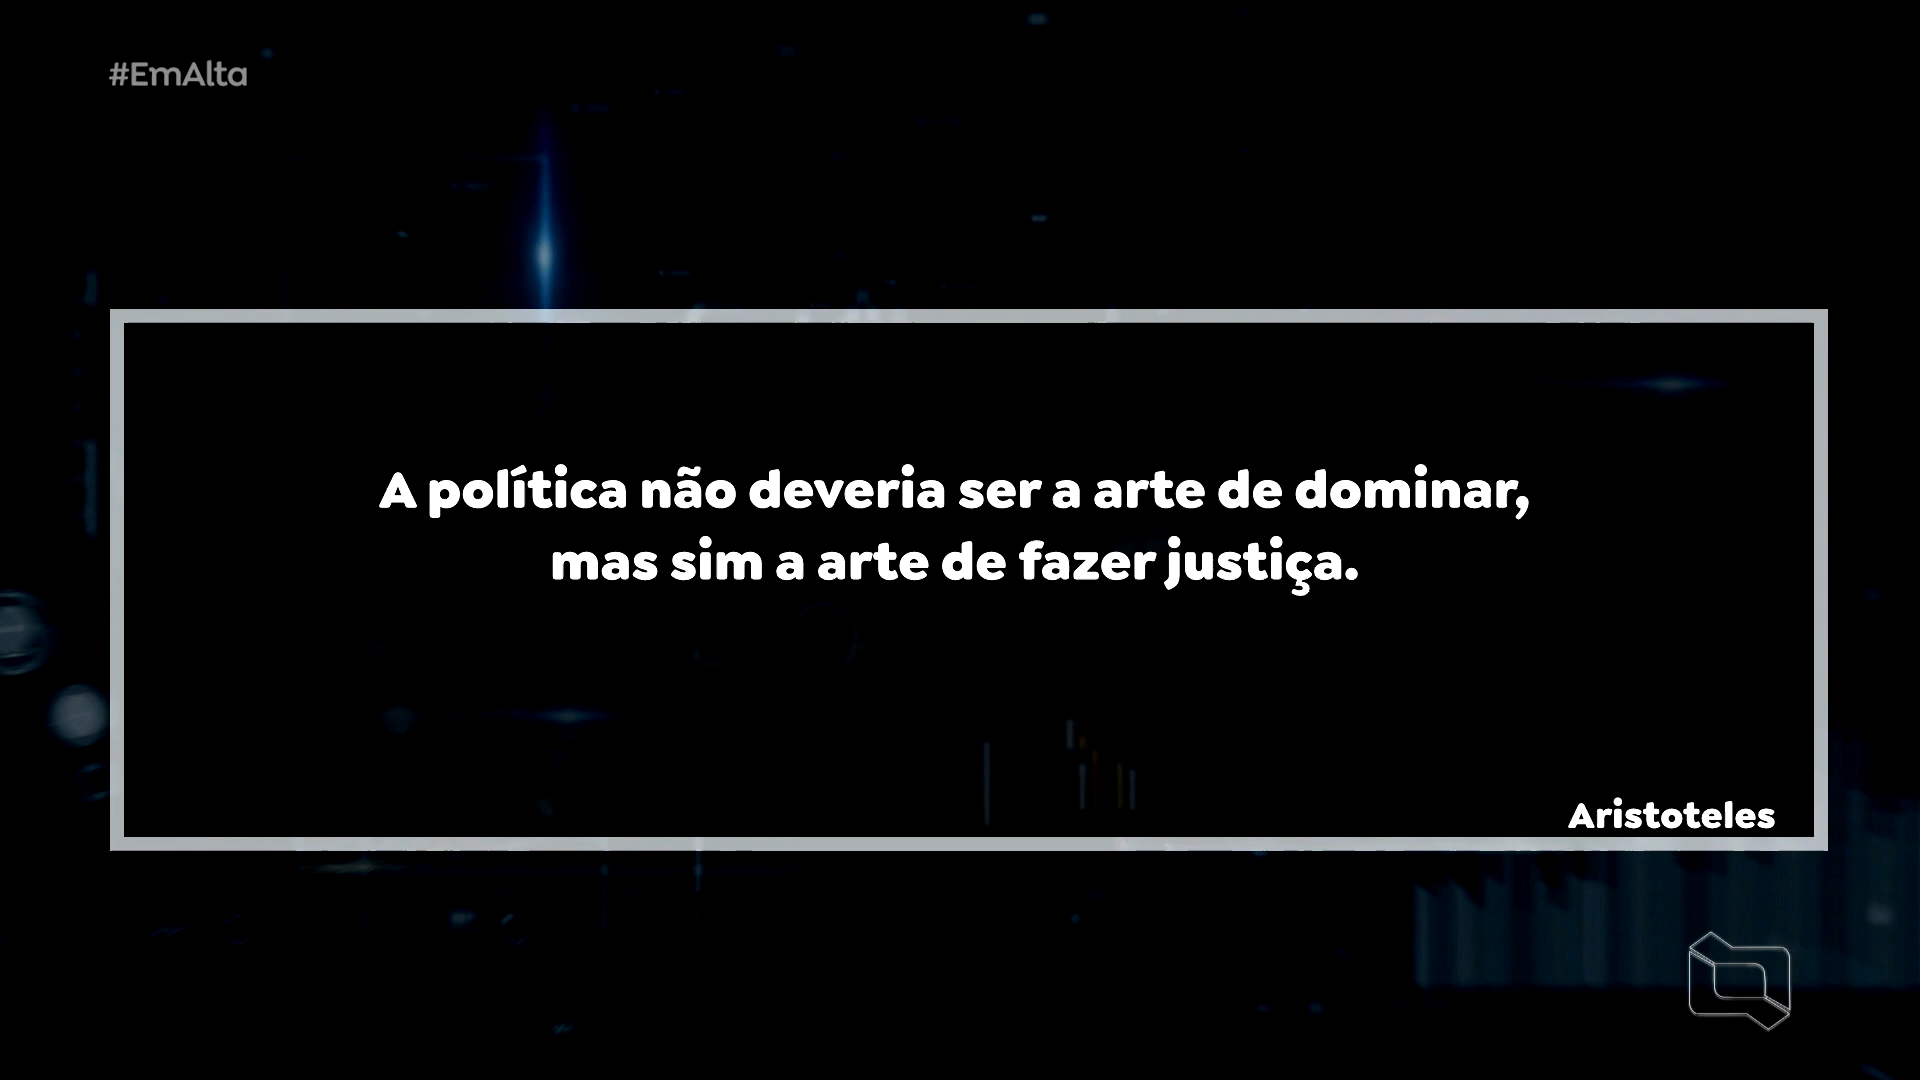 #EmAlta
A política não deveria ser a arte de dominar,
mas sim a arte de fazer justiça.
Aristoteles